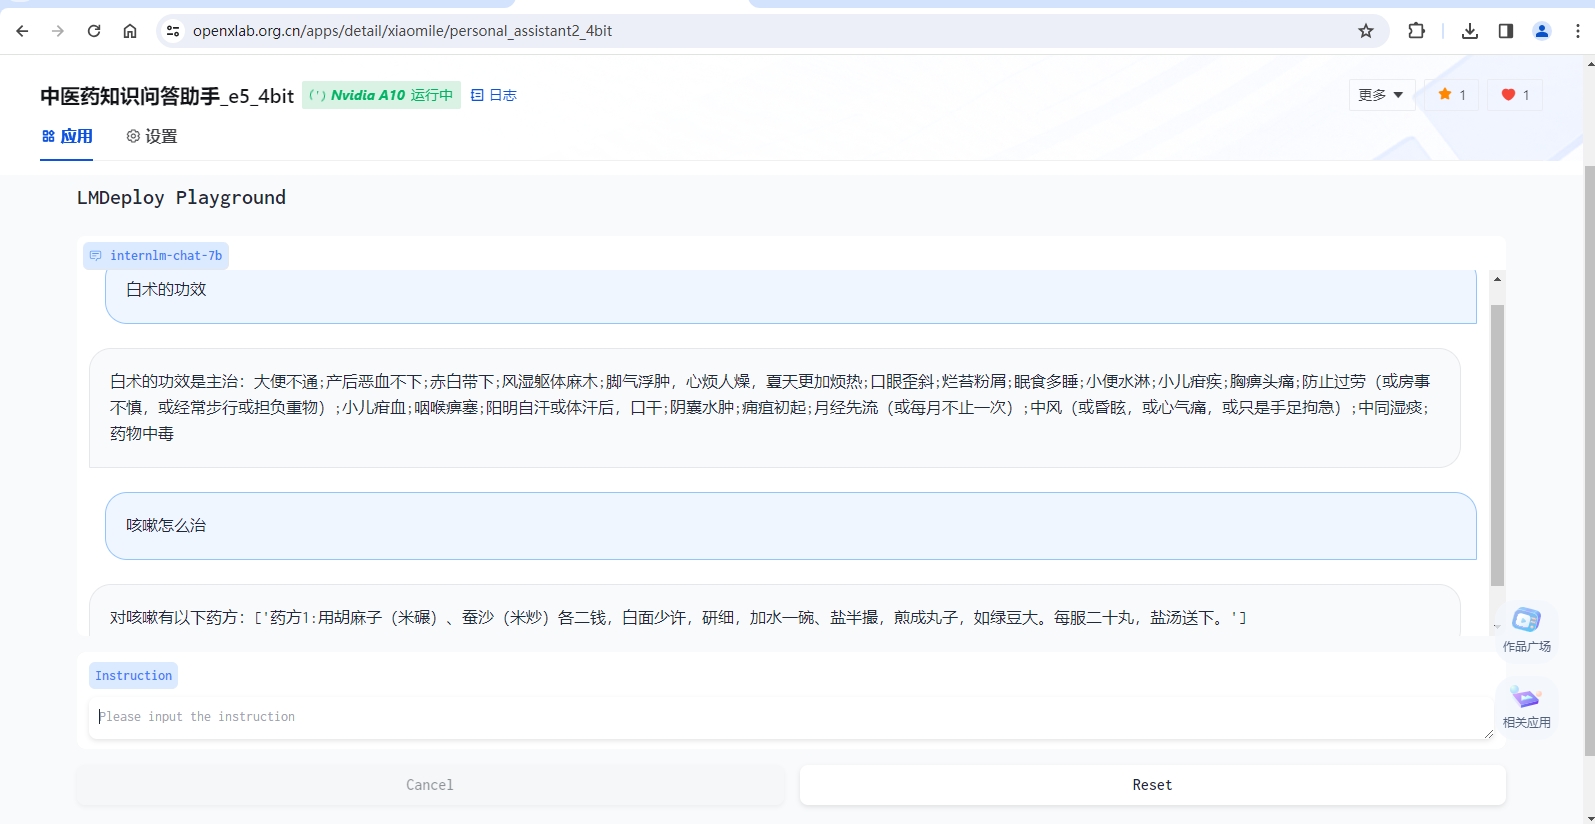 openxlab.org.cn/apps/detail/xiaomile/personal_assistant2_4bit
中医药知识问答助手_e5_4bit (') Nvidia A10 运行中 日志
更多 1 1
应用 设置
LMDeploy Playground
internlm-chat-7b
白术的功效
白术的功效是主治：大便不通;产后恶血不下;赤白带下;风湿躯体麻木;脚气浮肿，心烦人燥，夏天更加烦热;口眼歪斜;烂苔粉屑;眠食多睡;小便水淋;小儿疳疾;胸痹头痛;防止过劳（或房事
不慎，或经常步行或担负重物）;小儿疳血;咽喉痹塞;阳明自汗或体汗后，口干;阴囊水肿;痈疽初起;月经先流（或每月不止一次）;中风（或昏眩，或心气痛，或只是手足拘急）;中同湿痰;
药物中毒
咳嗽怎么治
对咳嗽有以下药方：['药方1:用胡麻子（米碾）、蚕沙（米炒）各二钱，白面少许，研细，加水一碗、盐半撮，煎成丸子，如绿豆大。每服二十丸，盐汤送下。']
作品广场
Instruction
Please input the instruction
相关应用
Cancel
Reset